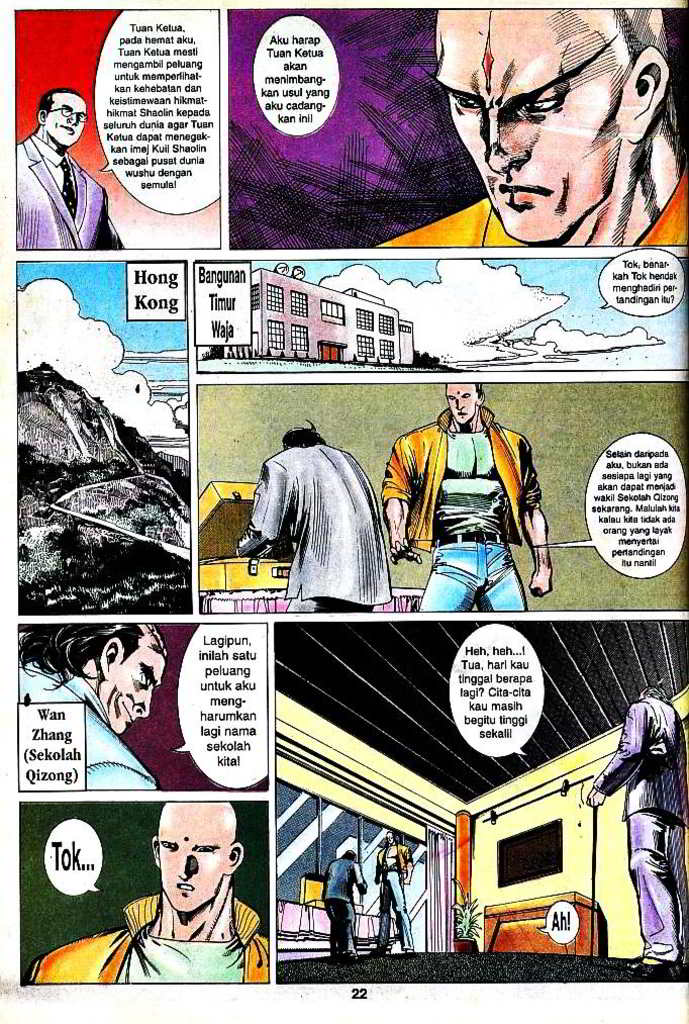 Tuan Ketua,
pada hemat aku,
Tuan Ketua mesti
mengambil peluang
untuk memperlihat-
kan kehebatan dan
keistimewaan hikmat-
hikmat Shaolin kepada
seluruh dunia agar Tuan
Ketua dapat menegak-
kan imej Kuil Shaolin
sebagai pusat dunia
wushu dengan
semula!
Aku harap
Tuan Ketua
akan
menimbang-
kan usul yang
aku cadang-
kan ini!
Hong
Kong
Bangunan
Timur
Waja
Tok, benar-
kah Tok hendak
menghadiri per-
tandingan itu?
Selain daripada
aku, bukan ada
sesiapa lagi yang
akan dapat menjadi
wakil Sekolah Qizong
sekarang. Malulah kita
kalau kita tidak ada
orang yang layak
menyertai
pertandingan
itu nanti!
Wan
Zhang
(Sekolah
Qizong)
Lagipun,
inilah satu
peluang
untuk aku
meng-
harumkan
lagi nama
sekolah
kita!
Heh, heh...!
Tua, hari kau
tinggal berapa
lagi? Cita-cita
kau masih
begitu tinggi
sekali!
Tok...
Ah!
22